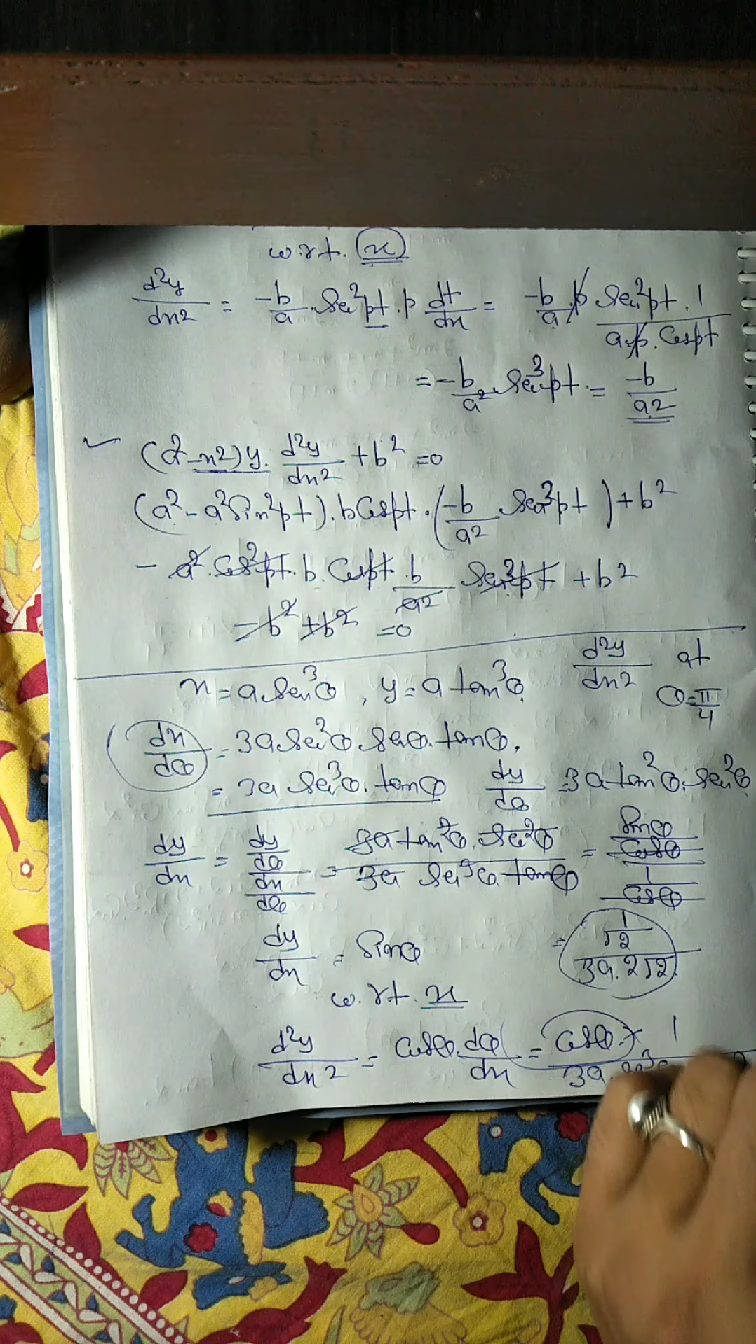 w.r.t. (x)
d²y/dx2 = -b/a . Sec²pt . p dt/dx = -b/a . p Sec²pt . 1 / a.p. Cospt
= -b/a2 Sec³pt = -b/a2
(a²-x2) y. d²y/dx2 + b² = 0
(a²-a²Sin²pt). b Cospt . (-b/a2 Sec³pt) + b²
- a². Cos²pt. b. Cospt b/a2 Sec³pt + b²
- b² + b² = 0
x = a Sec³θ, y = a tan³θ. d²y/dx2 at θ = π/4
dx/dθ = 3a Sec²θ Secθ. tanθ.
= 3a Sec³θ. tanθ dy/dθ = 3a tan²θ. Sec²θ
dy/dx = dy/dθ / dx/dθ = 3a tan²θ. Sec²θ / 3a Sec³θ tanθ = Sinθ/Cosθ / 1/Cosθ
dy/dx = Sinθ = 1/√2 / 3a. 2√2
w.r.t. x
d²y/dx2 = Cosθ. dθ/dx = Cosθ × 1 / 3a